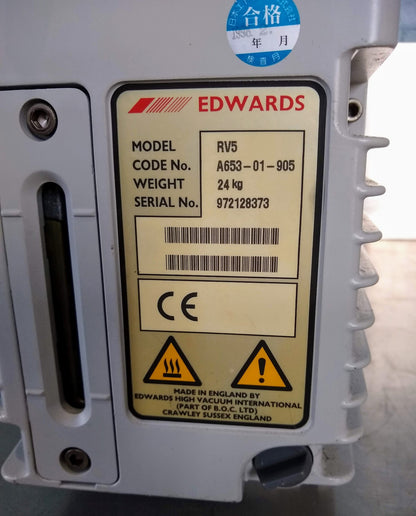 合格
年 月
EDWARDS
MODEL RV5
CODE No. A653-01-905
WEIGHT 24 kg
SERIAL No. 972128373
CE
MADE IN ENGLAND BY
EDWARDS HIGH VACUUM INTERNATIONAL
(PART OF B.O.C. LTD)
CRAWLEY SUSSEX ENGLAND